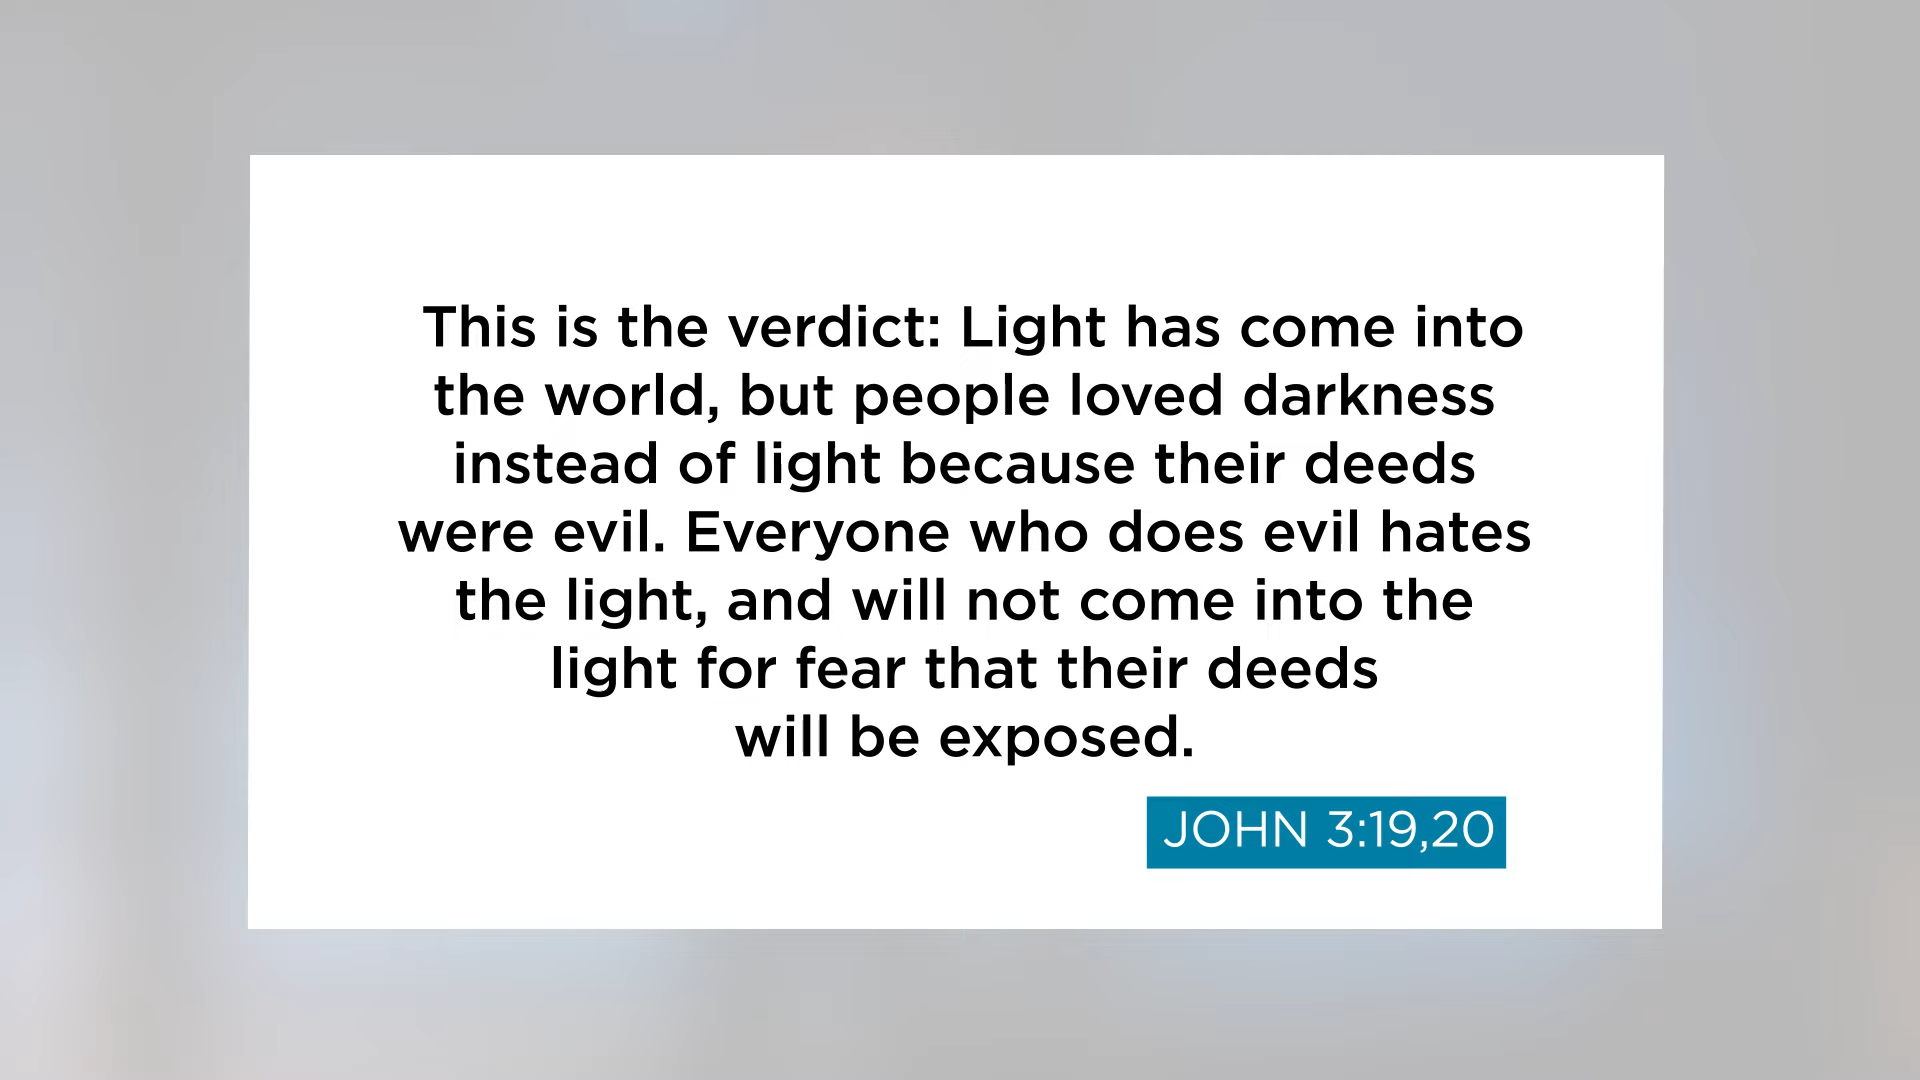 This is the verdict: Light has come into
the world, but people loved darkness
instead of light because their deeds
were evil. Everyone who does evil hates
the light, and will not come into the
light for fear that their deeds
will be exposed.
JOHN 3:19,20